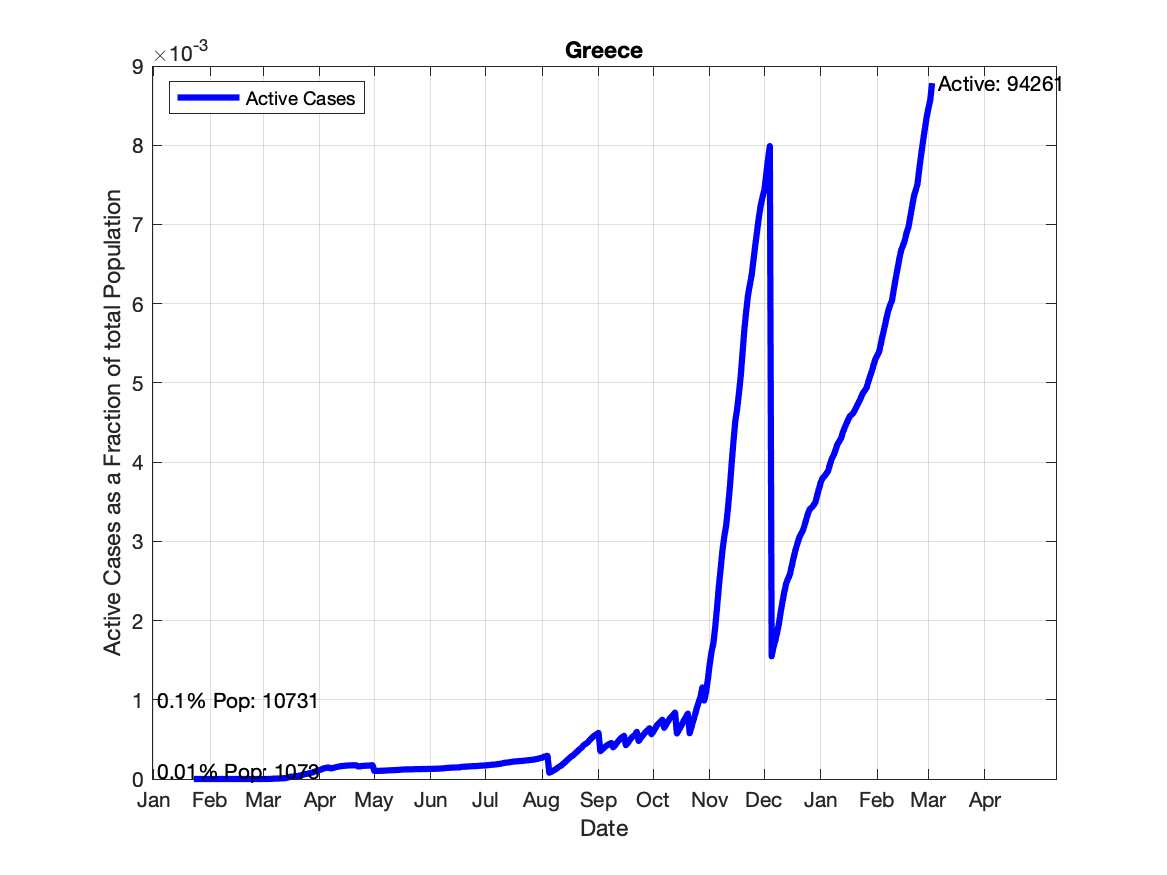 Greece
×10-3
9
8
7
6
5
4
3
2
1
0
Active Cases
Active: 94261
0.1% Pop: 10731
0.01% Pop: 1073
Active Cases as a Fraction of total Population
Jan Feb Mar Apr May Jun Jul Aug Sep Oct Nov Dec Jan Feb Mar Apr
Date